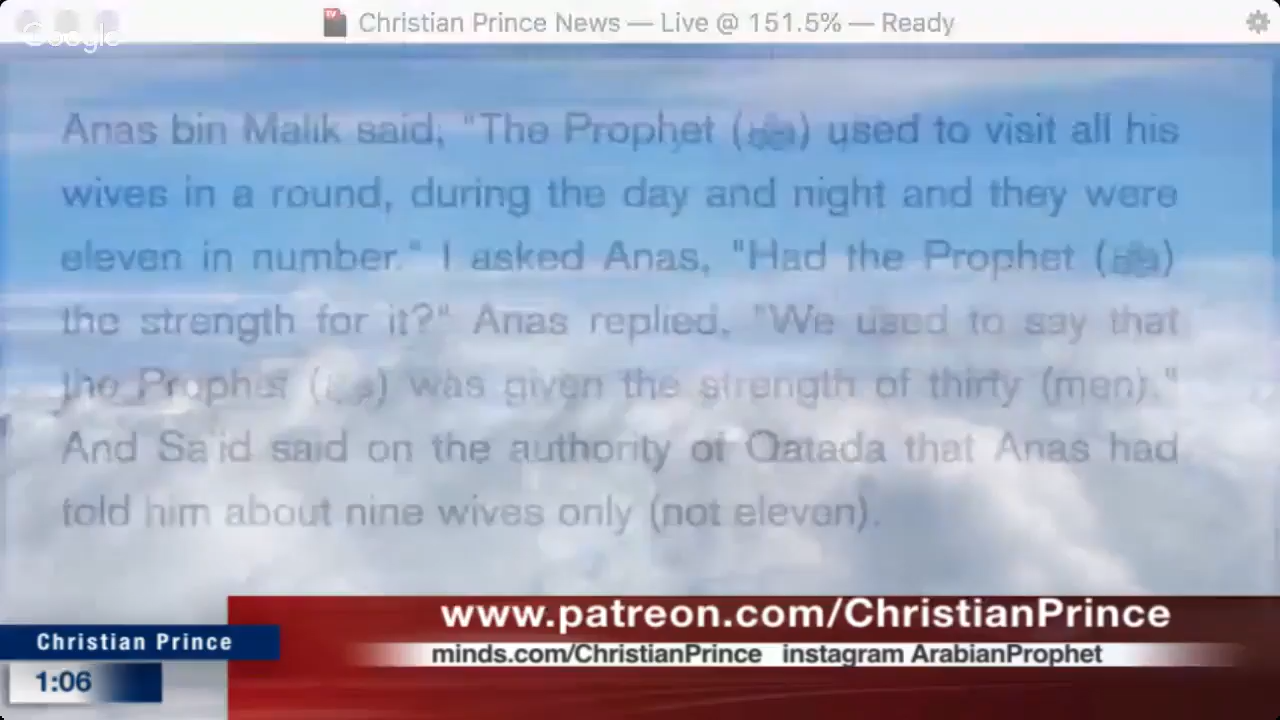 Google
Christian Prince News — Live @ 151.5% — Ready
Anas bin Malik said, "The Prophet (ﷺ) used to visit all his
wives in a round, during the day and night and they were
eleven in number." I asked Anas, "Had the Prophet (ﷺ)
the strength for it?" Anas replied, "We used to say that
the Prophet (ﷺ) was given the strength of thirty (men)."
And Sa`id said on the authority of Qatada that Anas had
told him about nine wives only (not eleven).
www.patreon.com/ChristianPrince
Christian Prince
minds.com/ChristianPrince instagram ArabianProphet
1:06